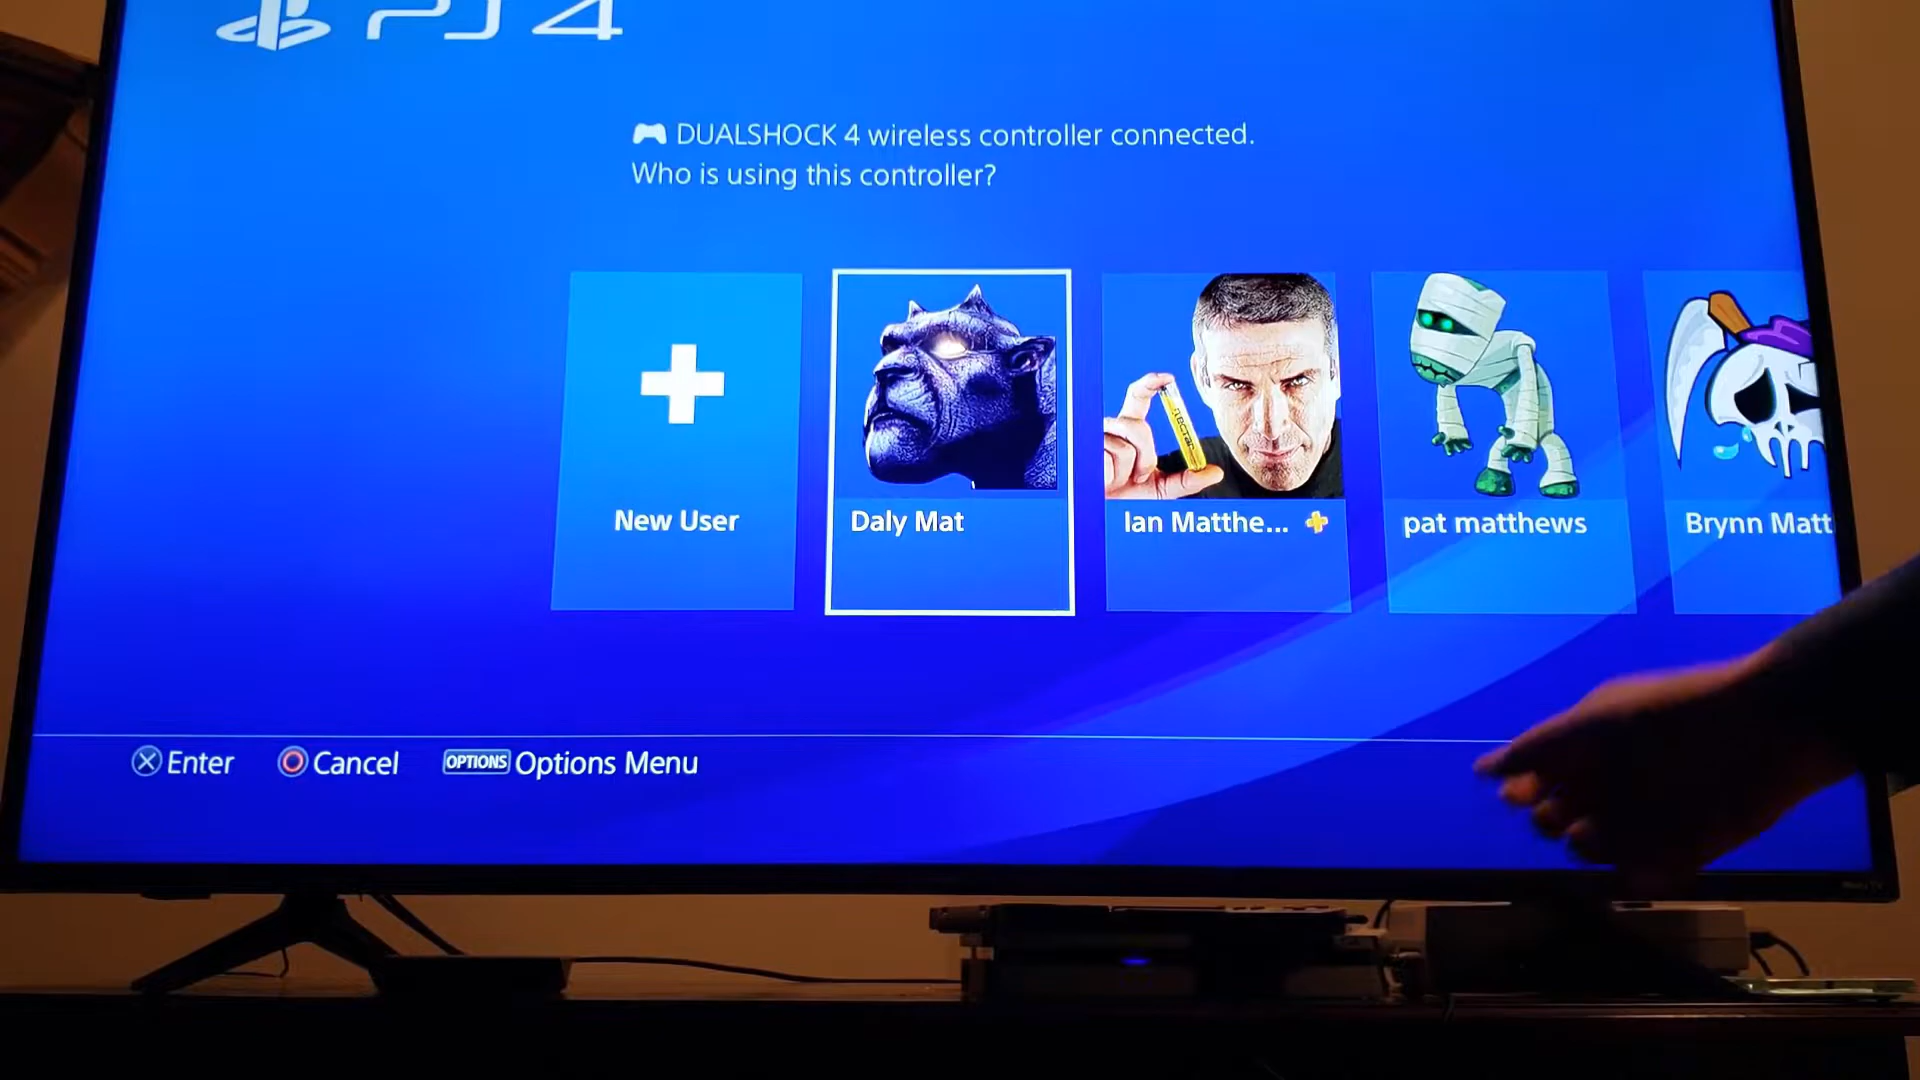 PS4
DUALSHOCK 4 wireless controller connected.
Who is using this controller?
New User
Daly Mat
Ian Matthe...
pat matthews
Brynn Matt
Enter
Cancel
OPTIONS Options Menu